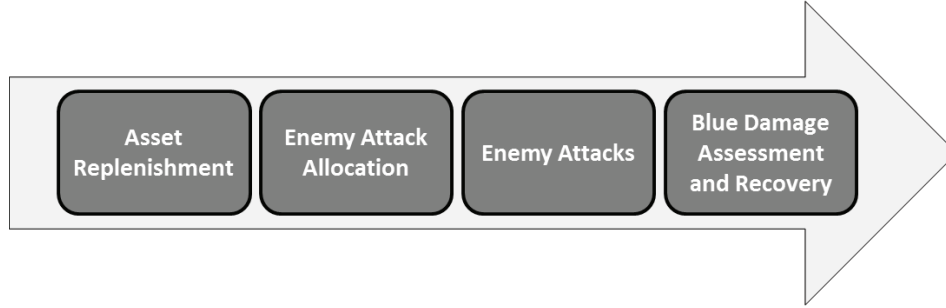 Asset
Replenishment
Enemy Attack
Allocation
Enemy Attacks
Blue Damage
Assessment
and Recovery